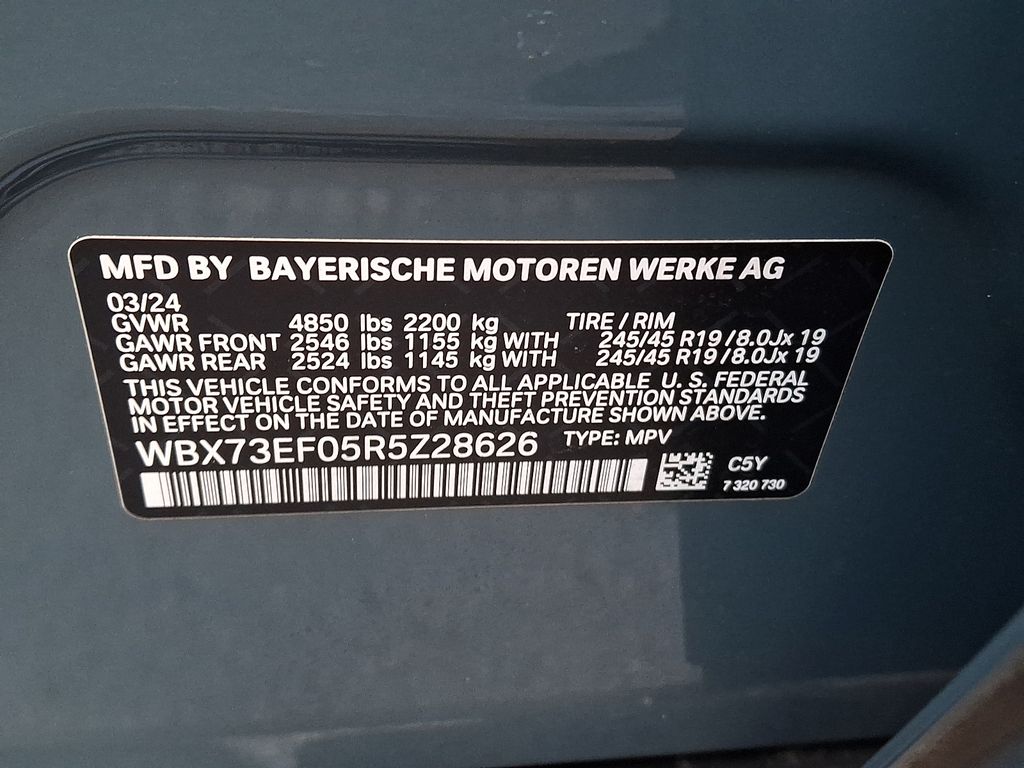 MFD BY BAYERISCHE MOTOREN WERKE AG
03/24
GVWR 4850 lbs 2200 kg TIRE / RIM
GAWR FRONT 2546 lbs 1155 kg WITH 245/45 R19 /8.0Jx 19
GAWR REAR 2524 lbs 1145 kg WITH 245/45 R19 /8.0Jx 19
THIS VEHICLE CONFORMS TO ALL APPLICABLE U. S. FEDERAL
MOTOR VEHICLE SAFETY AND THEFT PREVENTION STANDARDS
IN EFFECT ON THE DATE OF MANUFACTURE SHOWN ABOVE.
WBX73EF05R5Z28626 TYPE: MPV
C5Y
7 320 730